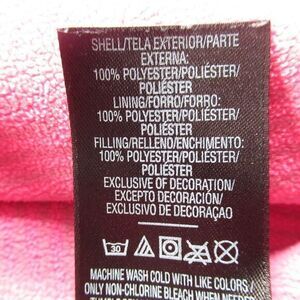 SHELL/TELA EXTERIOR/PARTE
EXTERNA:
100% POLYESTER/POLIÉSTER/
POLIÉSTER
LINING/FORRO/FORRO:
100% POLYESTER/POLIÉSTER/
POLIÉSTER
FILLING/RELLENO/ENCHIMENTO:
100% POLYESTER/POLIÉSTER/
POLIÉSTER
EXCLUSIVE OF DECORATION/
EXCEPTO DECORACIÓN/
EXCLUSIVO DE DECORAÇÃO
30
MACHINE WASH COLD WITH LIKE COLORS/
ONLY NON-CHLORINE BLEACH WHEN NEEDED/